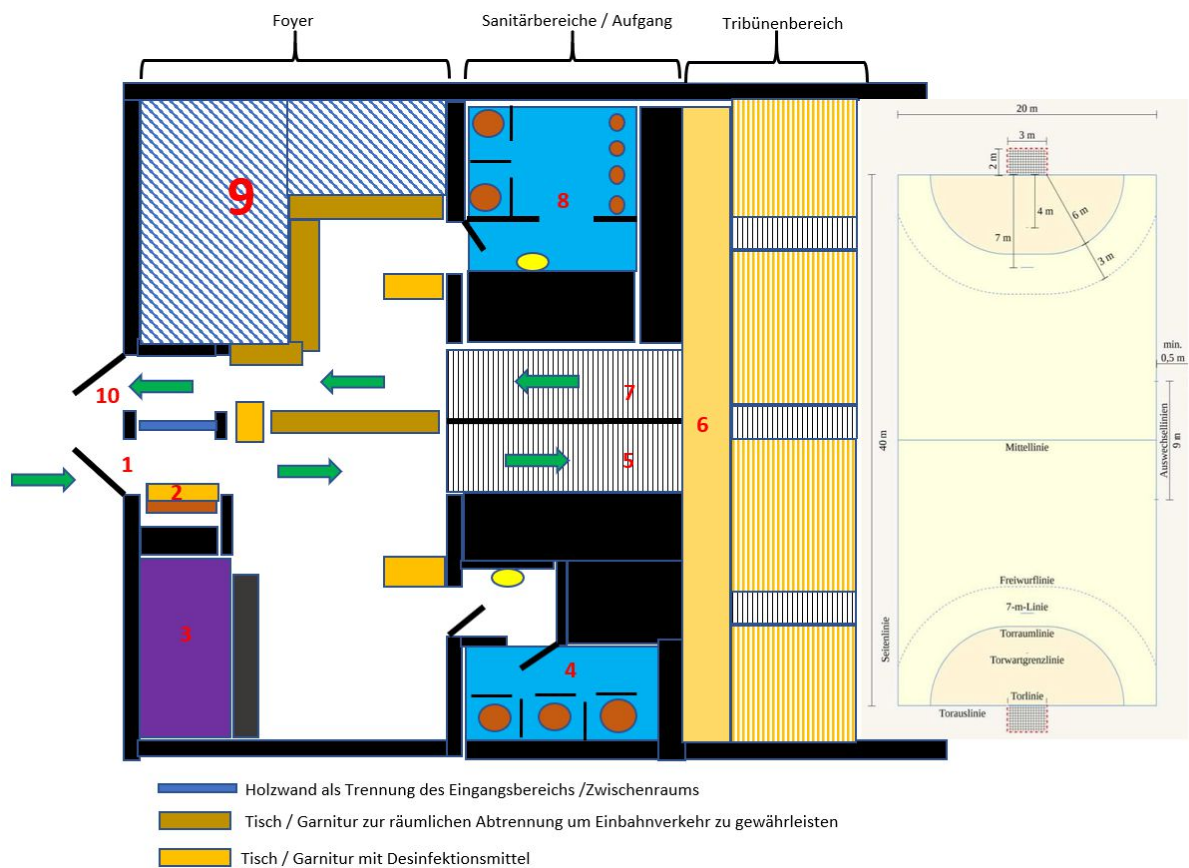 Foyer
Sanitärbereiche / Aufgang
Tribünenbereich
20 m
3 m
2 m
9
8
4 m
6 m
7 m
3 m
min.
0,5 m
10
7
6
Auswechsellinien
9 m
40 m
Mittellinie
1
5
2
Freiwurflinie
7-m-Linie
3
Torraumlinie
Seitenlinie
Torwartgrenzlinie
4
Torlinie
Torauslinie
Holzwand als Trennung des Eingangsbereichs /Zwischenraums
Tisch / Garnitur zur räumlichen Abtrennung um Einbahnverkehr zu gewährleisten
Tisch / Garnitur mit Desinfektionsmittel